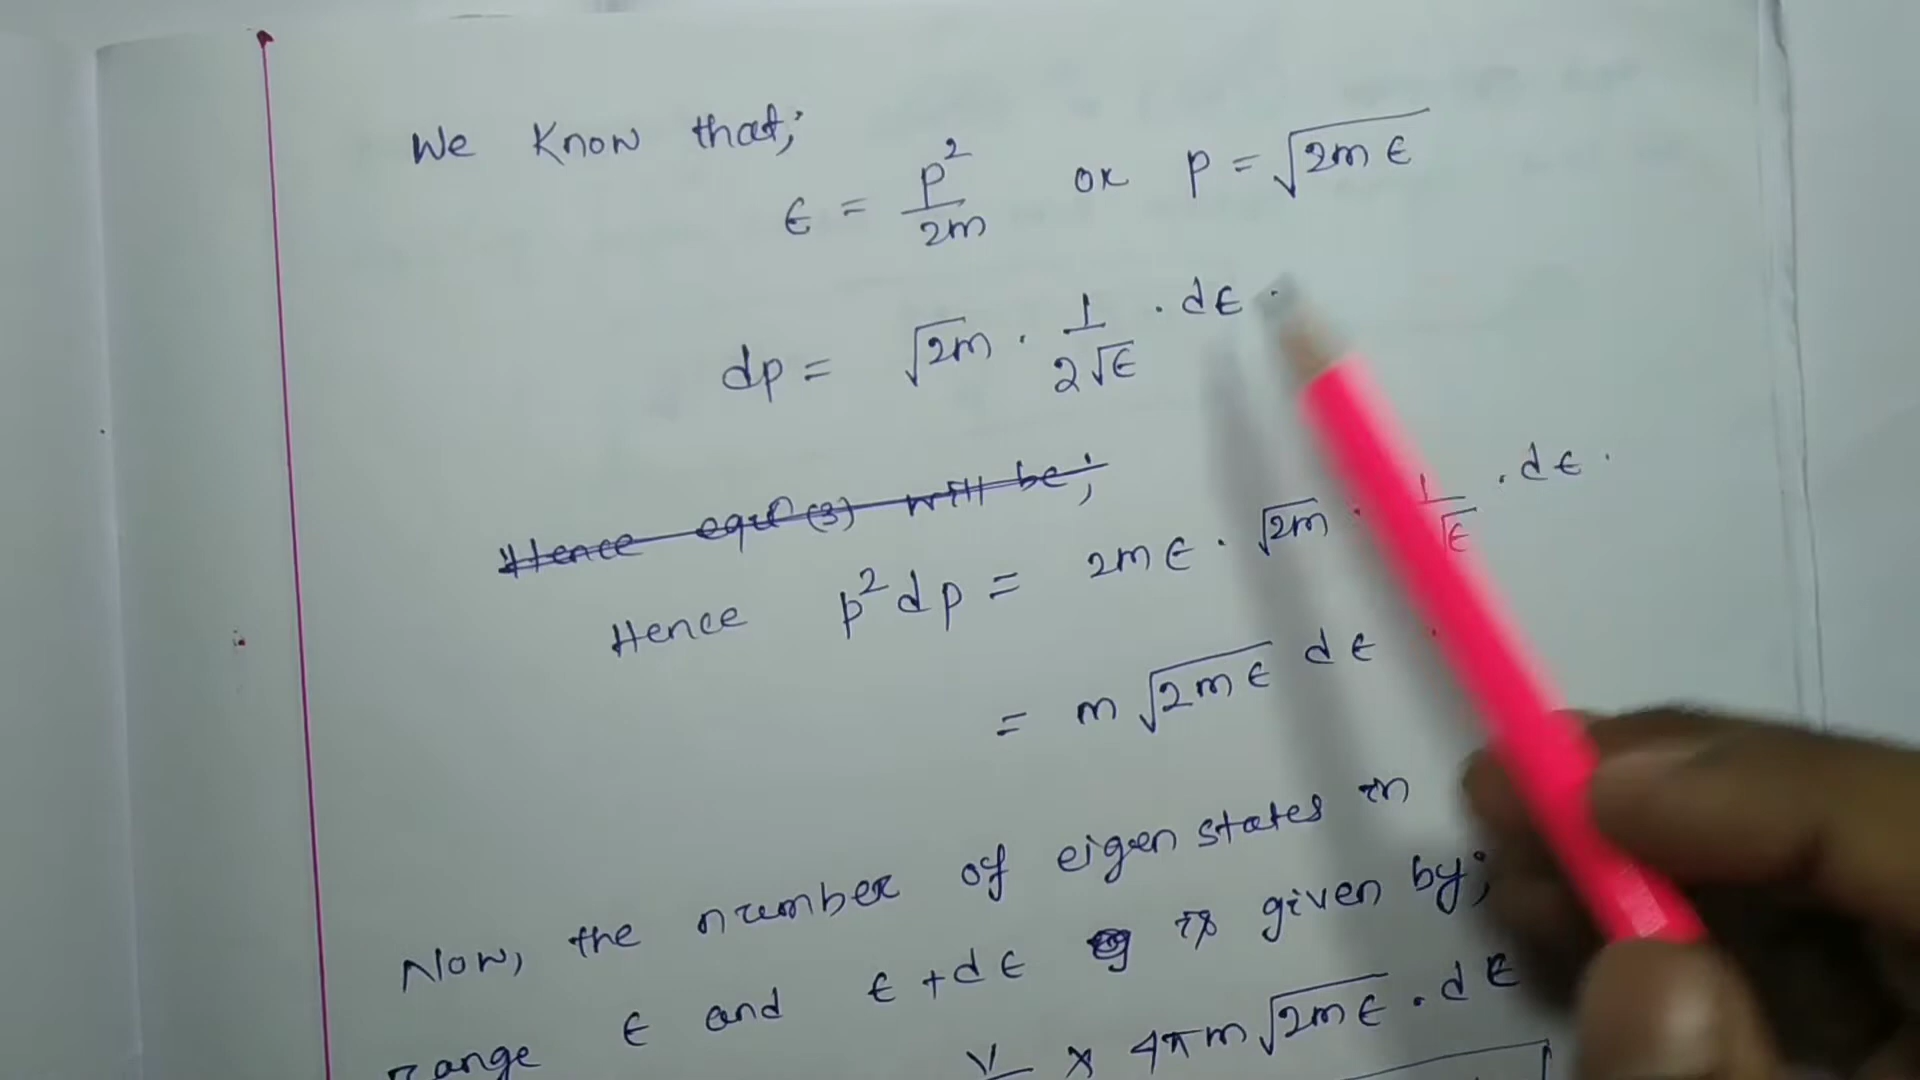 We Know that;
ϵ = p²/2m or p = √2mϵ
dp = √2m · 1/2√ϵ · dϵ
Hence eqn(3) will be;
Hence p²dp = 2mϵ · √2m · 1/√ϵ · dϵ ·
= m √2mϵ dϵ
Now, the number of eigen states in
range ϵ and ϵ + dϵ is given by;
V × 4πm√2mϵ · dϵ